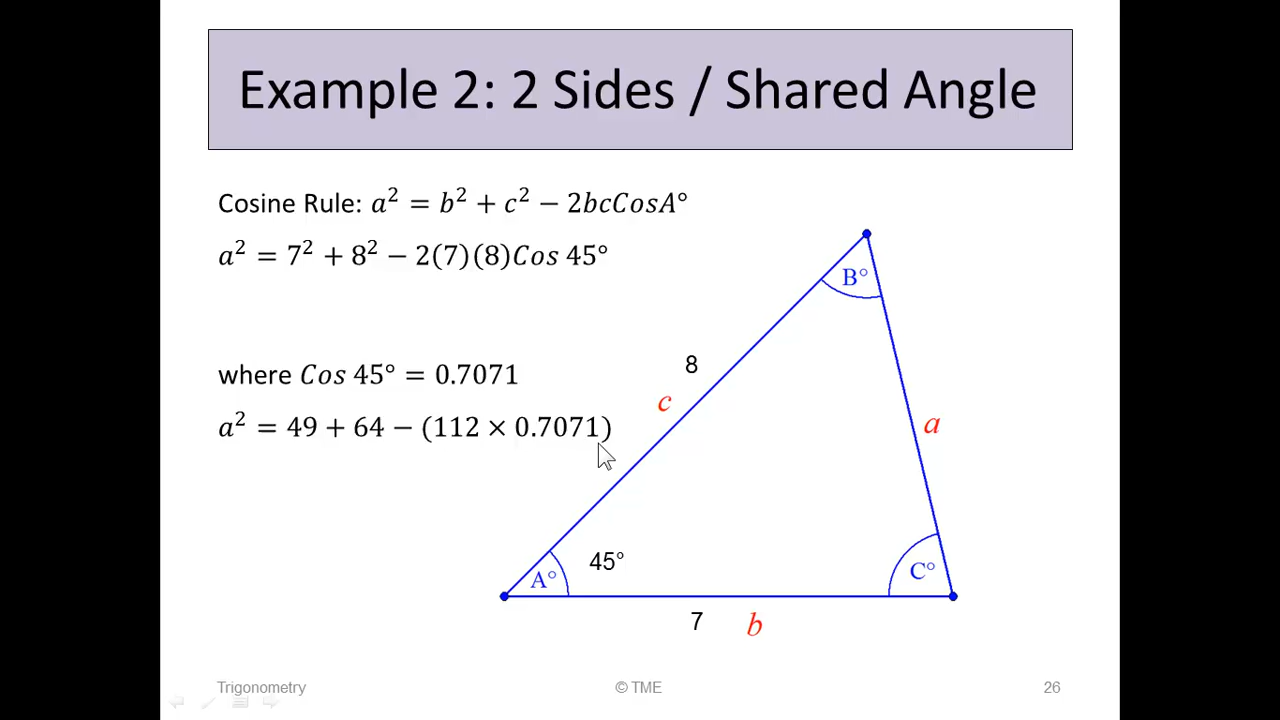 Example 2: 2 Sides / Shared Angle
Cosine Rule: a² = b² + c² − 2bcCosA°
a² = 7² + 8² − 2(7)(8)Cos 45°
where Cos 45° = 0.7071
a² = 49 + 64 − (112 × 0.7071)
B°
8
c
a
45°
A°
C°
7
b
Trigonometry
© TME
26